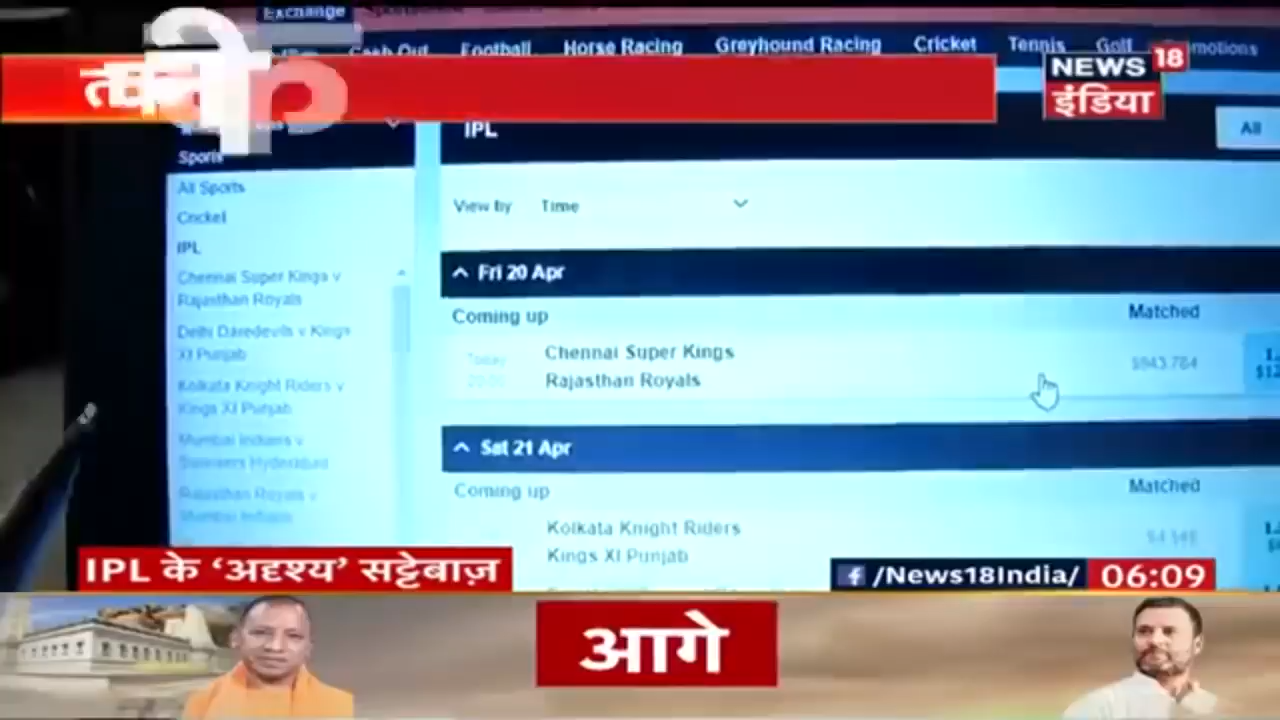 Exchange
Cash Out Football Horse Racing Greyhound Racing Cricket Tennis Golf
NEWS 18
इंडिया
IPL
All
Sports
All Sports
Cricket
IPL
Chennai Super Kings v
Rajasthan Royals
Delhi Daredevils v Kings
XI Punjab
Kolkata Knight Riders v
Kings XI Punjab
Mumbai Indians v
Sunrisers Hyderabad
Rajasthan Royals v
Mumbai Indians
View by Time
Fri 20 Apr
Coming up Matched
Today
Chennai Super Kings
Rajasthan Royals
$943,784
Sat 21 Apr
Coming up Matched
Kolkata Knight Riders
Kings XI Punjab
IPL के ‘अदृश्य’ सट्टेबाज़
f /News18India/ 06:09
आगे